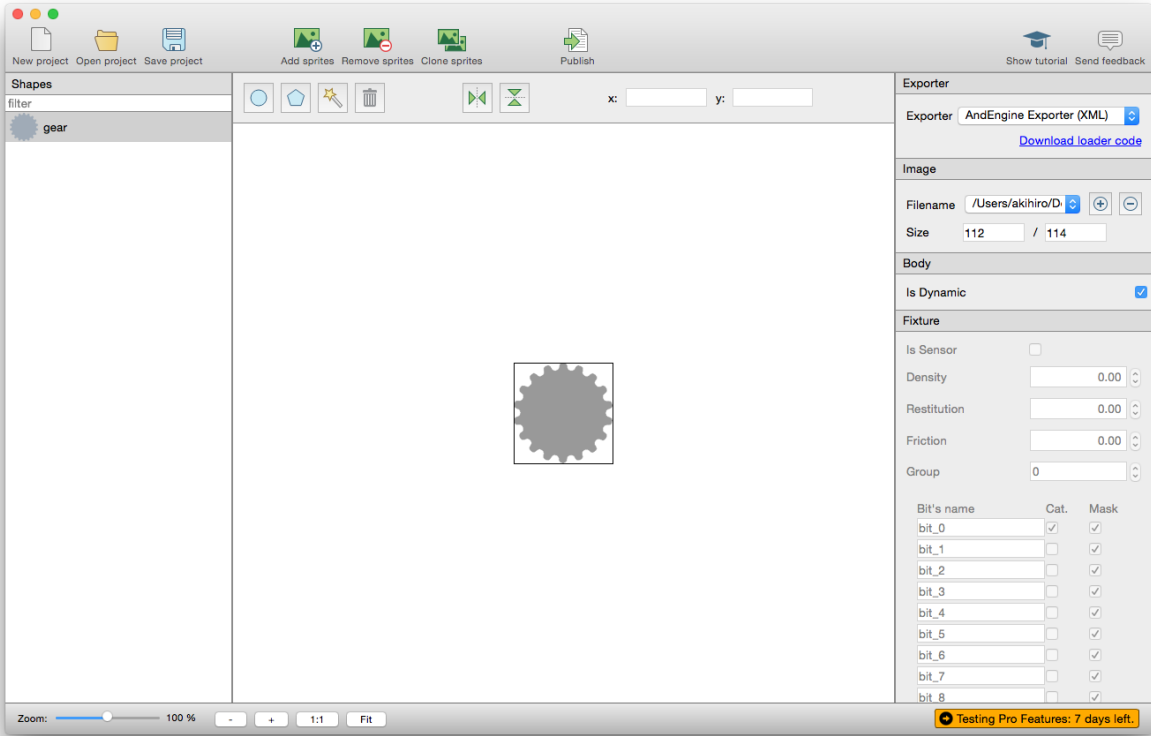 New project Open project Save project Add sprites Remove sprites Clone sprites Publish Show tutorial Send feedback
Shapes
filter
gear
x: y:
Exporter
Exporter AndEngine Exporter (XML)
Download loader code
Image
Filename /Users/akihiro/D
Size 112 / 114
Body
Is Dynamic
Fixture
Is Sensor
Density 0.00
Restitution 0.00
Friction 0.00
Group 0
Bit's name Cat. Mask
bit_0
bit_1
bit_2
bit_3
bit_4
bit_5
bit_6
bit_7
bit_8
Zoom: 100 % - + 1:1 Fit Testing Pro Features: 7 days left.